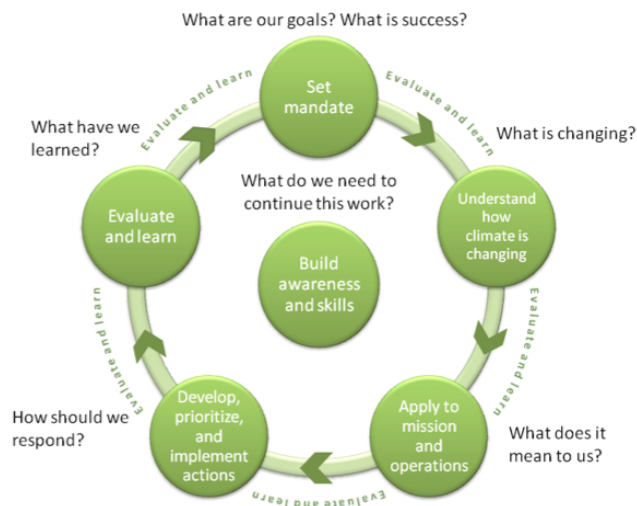 What are our goals? What is success?
Set
mandate
Evaluate and learn
What is changing?
Understand
how
climate is
changing
Evaluate and learn
What does it
mean to us?
Apply to
mission and
operations
Evaluate and learn
How should we
respond?
Develop,
prioritize,
and
implement
actions
Evaluate and learn
What have we
learned?
Evaluate
and learn
Evaluate and learn
What do we need to
continue this work?
Build
awareness
and skills